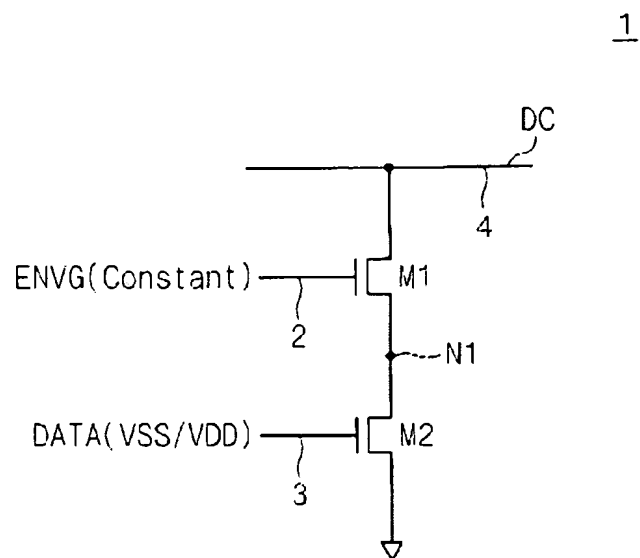 1
DC
4
ENVG(Constant)
2
M1
N1
DATA(VSS/VDD)
3
M2